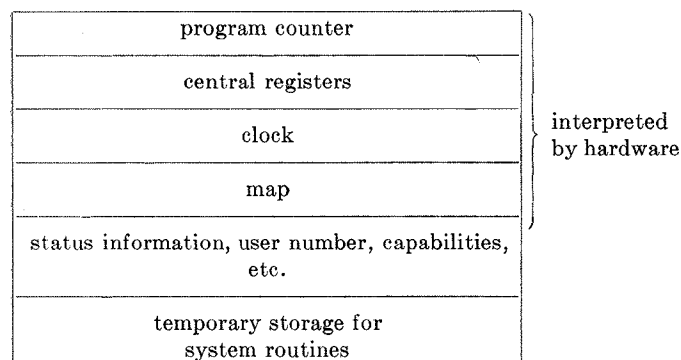 program counter
central registers
clock
map
interpreted
by hardware
status information, user number, capabilities,
etc.
temporary storage for
system routines